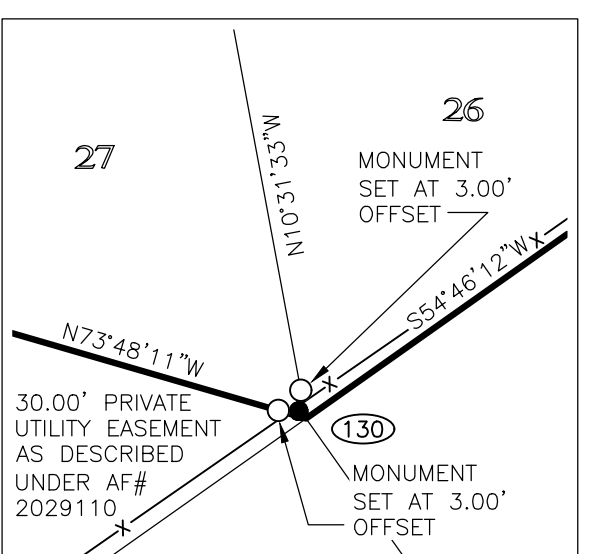 26
27
N10°31'33"W
MONUMENT
SET AT 3.00'
OFFSET
S54°46'12"W
X
N73°48'11"W
X
30.00' PRIVATE
UTILITY EASEMENT
AS DESCRIBED
UNDER AF#
2029110
130
MONUMENT
SET AT 3.00'
OFFSET
X